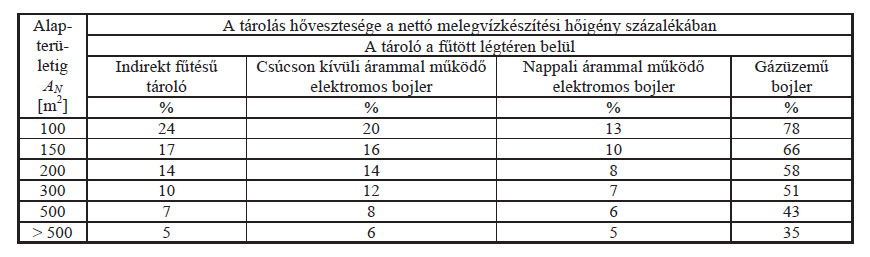 Alap-
terü-
letig
A_N
[m²]
A tárolás hővesztesége a nettó melegvízkészítési hőigény százalékában
A tároló a fűtött légtéren belül
Indirekt fűtésű
tároló
Csúcson kívüli árammal működő
elektromos bojler
Nappali árammal működő
elektromos bojler
Gázüzemű
bojler
% % % %
100 24 20 13 78
150 17 16 10 66
200 14 14 8 58
300 10 12 7 51
500 7 8 6 43
> 500 5 6 5 35